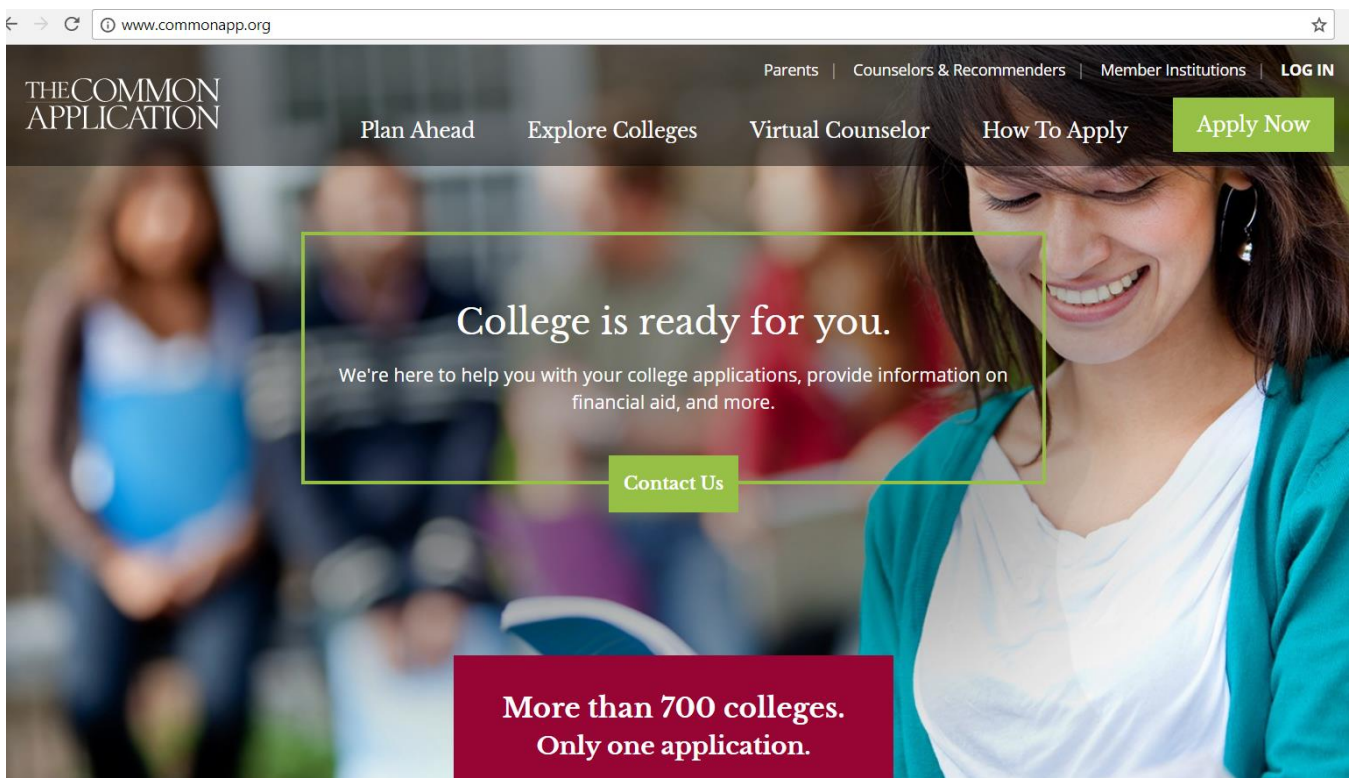 www.commonapp.org
Parents | Counselors & Recommenders | Member Institutions | LOG IN
THE COMMON
APPLICATION
Plan Ahead Explore Colleges Virtual Counselor How To Apply Apply Now
College is ready for you.
We're here to help you with your college applications, provide information on
financial aid, and more.
Contact Us
More than 700 colleges.
Only one application.